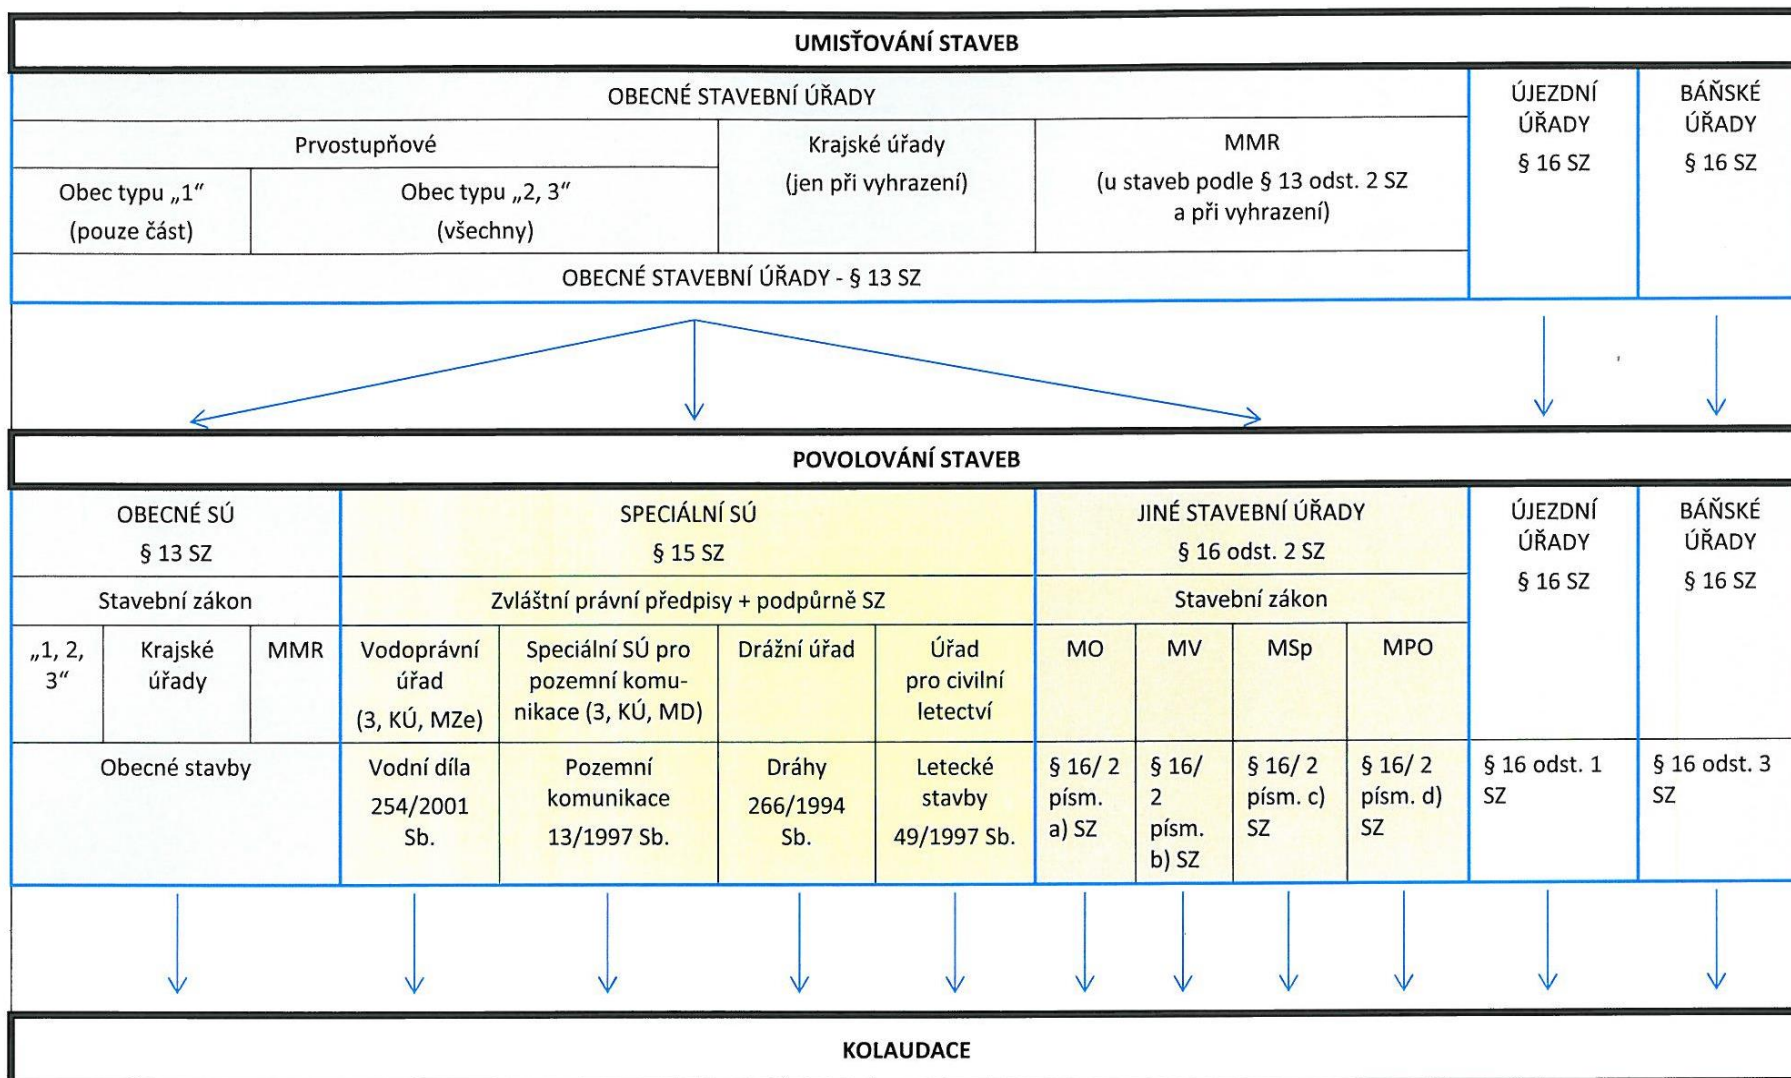 UMISŤOVÁNÍ STAVEB
OBECNÉ STAVEBNÍ ÚŘADY
ÚJEZDNÍ
ÚŘADY
§ 16 SZ
BÁŇSKÉ
ÚŘADY
§ 16 SZ
Prvostupňové
Krajské úřady
(jen při vyhrazení)
MMR
(u staveb podle § 13 odst. 2 SZ
a při vyhrazení)
Obec typu „1“
(pouze část)
Obec typu „2, 3“
(všechny)
OBECNÉ STAVEBNÍ ÚŘADY - § 13 SZ
POVOLOVÁNÍ STAVEB
OBECNÉ SÚ
§ 13 SZ
SPECIÁLNÍ SÚ
§ 15 SZ
JINÉ STAVEBNÍ ÚŘADY
§ 16 odst. 2 SZ
ÚJEZDNÍ
ÚŘADY
§ 16 SZ
BÁŇSKÉ
ÚŘADY
§ 16 SZ
Stavební zákon
Zvláštní právní předpisy + podpůrně SZ
Stavební zákon
„1, 2,
3“
Krajské
úřady
MMR
Vodoprávní
úřad
(3, KÚ, MZe)
Speciální SÚ pro
pozemní komu-
nikace (3, KÚ, MD)
Drážní úřad
Úřad
pro civilní
letectví
MO
MV
MSp
MPO
Obecné stavby
Vodní díla
254/2001
Sb.
Pozemní
komunikace
13/1997 Sb.
Dráhy
266/1994
Sb.
Letecké
stavby
49/1997 Sb.
§ 16/ 2
písm.
a) SZ
§ 16/
2
písm.
b) SZ
§ 16/ 2
písm. c)
SZ
§ 16/ 2
písm. d)
SZ
§ 16 odst. 1
SZ
§ 16 odst. 3
SZ
KOLAUDACE